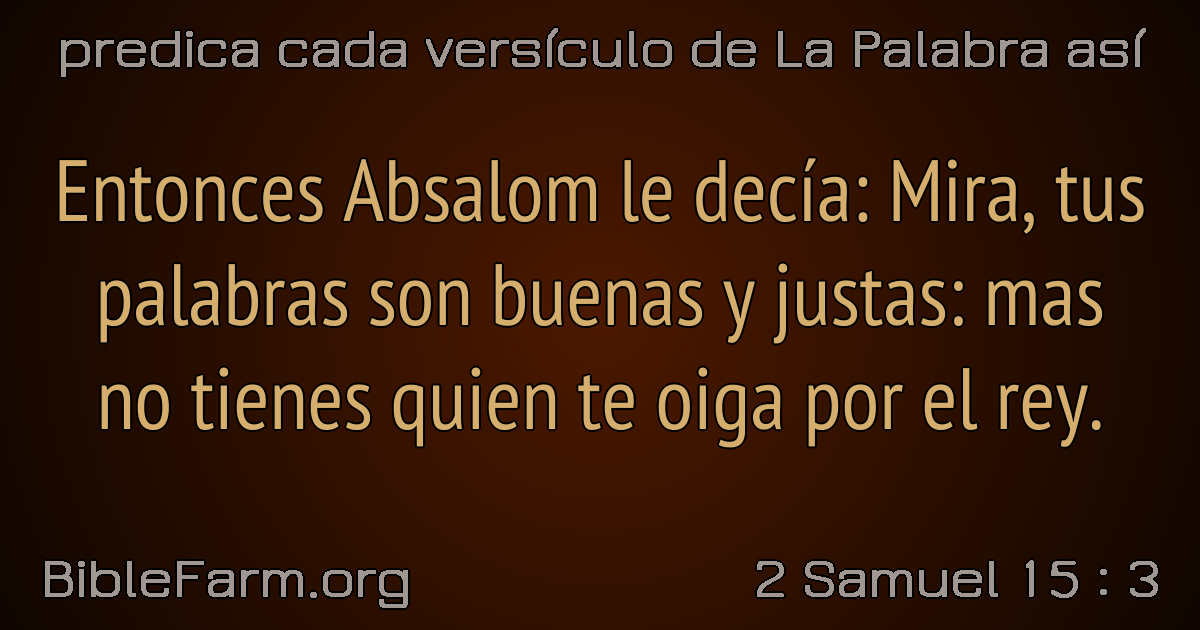 predica cada versículo de La Palabra así
Entonces Absalom le decía: Mira, tus
palabras son buenas y justas: mas
no tienes quien te oiga por el rey.
BibleFarm.org
2 Samuel 15 : 3